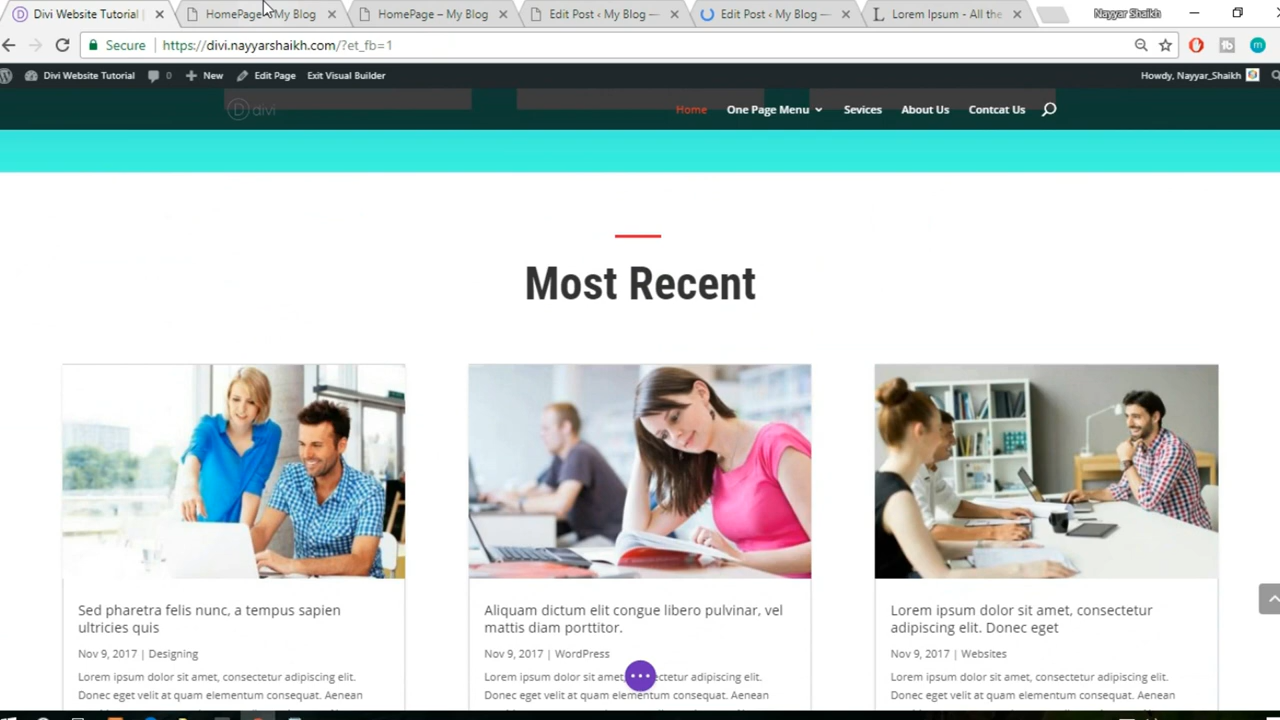 Divi Website Tutorial
HomePage – My Blog
HomePage – My Blog
Edit Post ‹ My Blog —
Edit Post ‹ My Blog —
Lorem Ipsum - All the
Nayyar Shaikh
Secure
https://divi.nayyarshaikh.com/?et_fb=1
Divi Website Tutorial
0
New
Edit Page
Exit Visual Builder
Howdy, Nayyar_Shaikh
divi
Home
One Page Menu
Sevices
About Us
Contcat Us
Most Recent
Sed pharetra felis nunc, a tempus sapien
ultricies quis
Nov 9, 2017 | Designing
Lorem ipsum dolor sit amet, consectetur adipiscing elit.
Donec eget velit at quam elementum consequat. Aenean
Aliquam dictum elit congue libero pulvinar, vel
mattis diam porttitor.
Nov 9, 2017 | WordPress
Lorem ipsum dolor sit amet, ectetur adipiscing elit.
Donec eget velit at quam elementum consequat. Aenean
Lorem ipsum dolor sit amet, consectetur
adipiscing elit. Donec eget
Nov 9, 2017 | Websites
Lorem ipsum dolor sit amet, consectetur adipiscing elit.
Donec eget velit at quam elementum consequat. Aenean